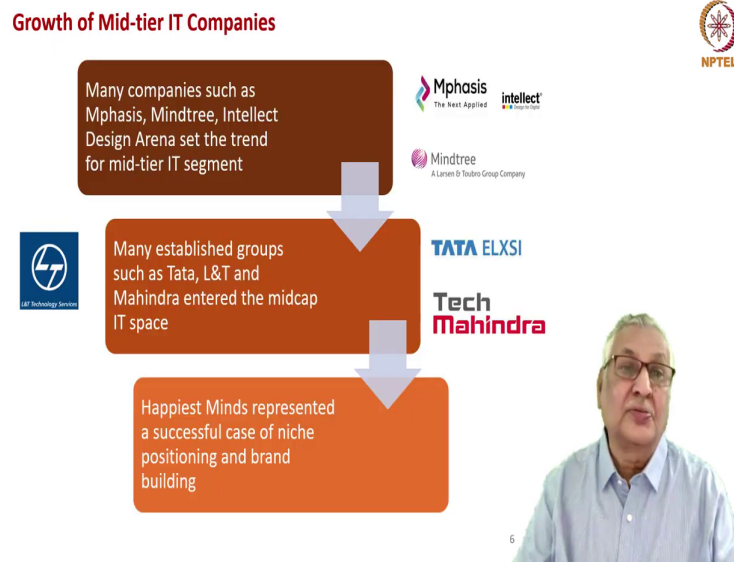 Growth of Mid-tier IT Companies
NPTEL
Many companies such as
Mphasis, Mindtree, Intellect
Design Arena set the trend
for mid-tier IT segment
Mphasis
The Next Applied
intellect
Design for Digital
Mindtree
A Larsen & Toubro Group Company
L&T Technology Services
Many established groups
such as Tata, L&T and
Mahindra entered the midcap
IT space
TATA ELXSI
Tech
Mahindra
Happiest Minds represented
a successful case of niche
positioning and brand
building
6